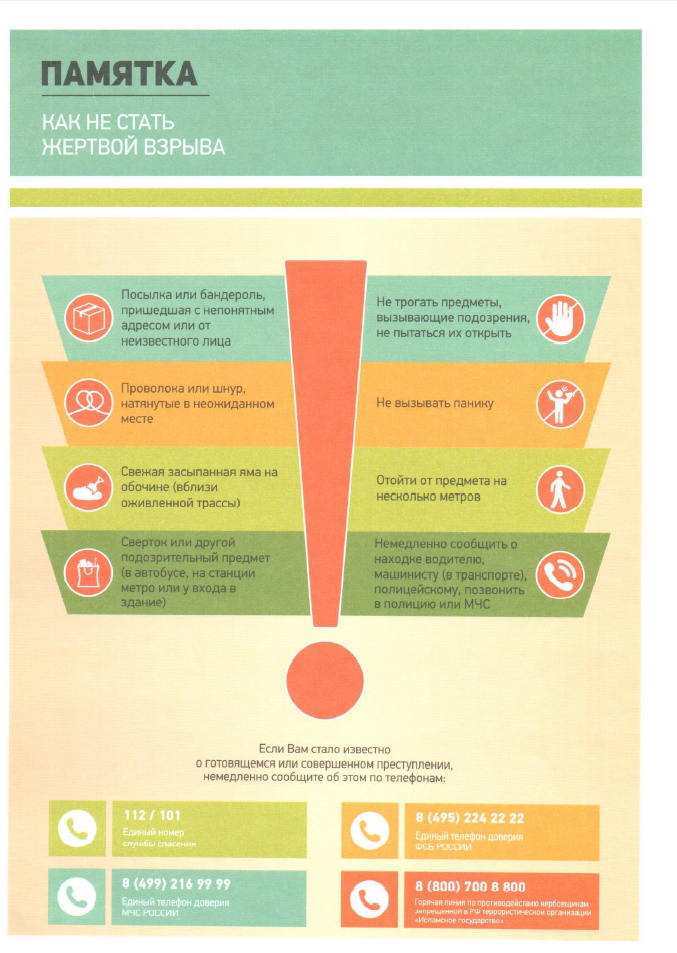 ПАМЯТКА
КАК НЕ СТАТЬ
ЖЕРТВОЙ ВЗРЫВА
Посылка или бандероль,
пришедшая с непонятным
адресом или от
неизвестного лица
Не трогать предметы,
вызывающие подозрения,
не пытаться их открыть
Проволока или шнур,
натянутые в неожиданном
месте
Не вызывать панику
Свежая засыпанная яма на
обочине (вблизи
оживленной трассы)
Отойти от предмета на
несколько метров
Сверток или другой
подозрительный предмет
(в автобусе, на станции
метро или у входа в
здание)
Немедленно сообщить о
находке водителю,
машинисту (в транспорте),
полицейскому, позвонить
в полицию или МЧС
Если Вам стало известно
о готовящемся или совершенном преступлении,
немедленно сообщите об этом по телефонам:
112 / 101
Единый номер
службы спасения
8 (495) 224 22 22
Единый телефон доверия
ФСБ РОССИИ
8 (499) 216 99 99
Единый телефон доверия
МЧС РОССИИ
8 (800) 700 8 800
Горячая линия по противодействию вербовщикам
запрещенной в РФ террористической организации
«Исламское государство»